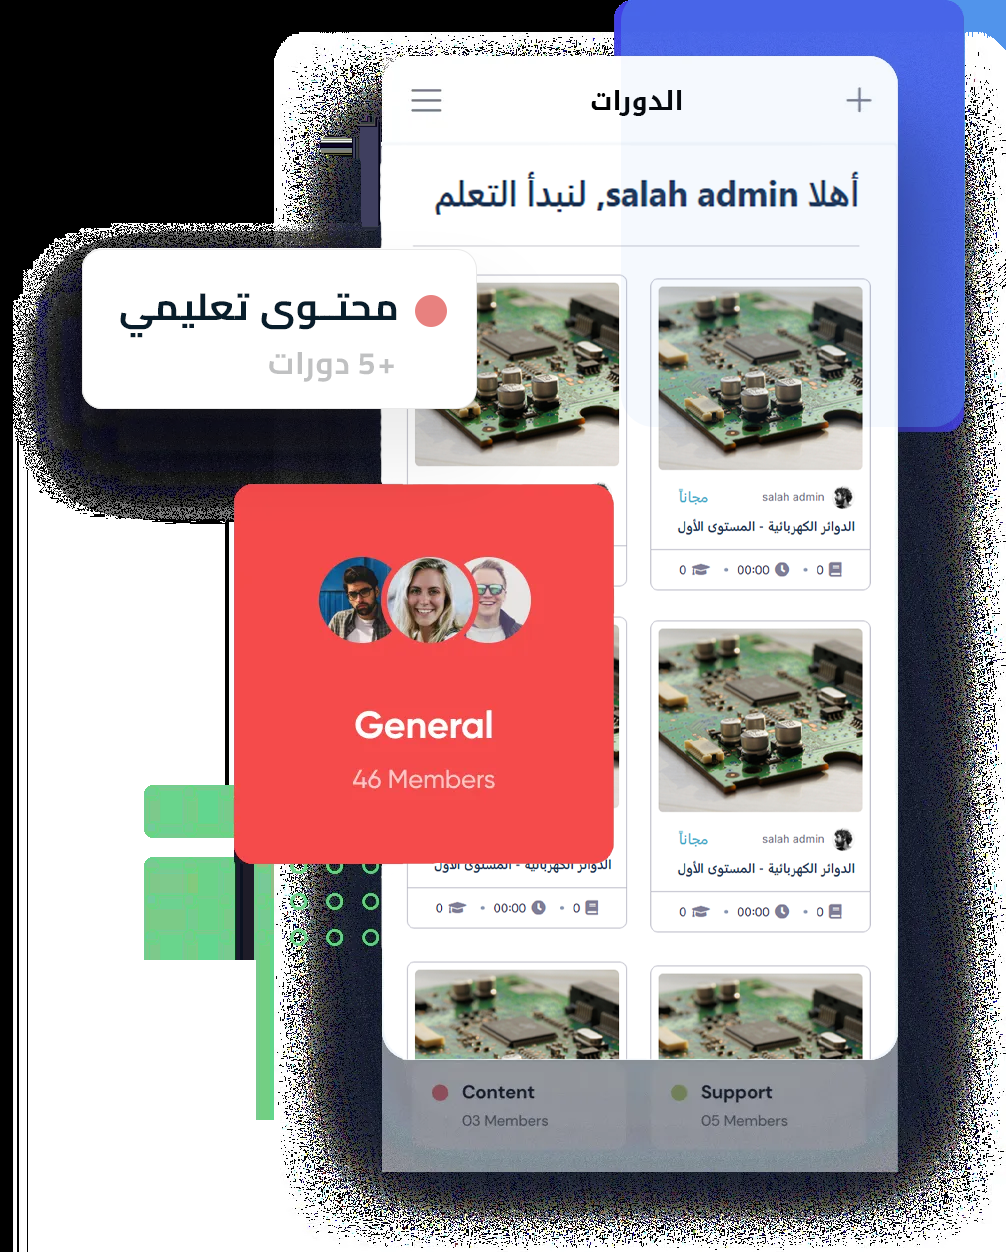 الدورات
أهلا salah admin, لنبدأ التعلم
محتــوى تعليمي
+5 دورات
salah admin مجاناً
الدوائر الكهربائية - المستوى الأول
0 • 00:00 • 0
General
46 Members
salah admin مجاناً
الدوائر الكهربائية - المستوى الأول
0 • 00:00 • 0
الدوائر الكهربائية - المستوى الأول
0 • 00:00 • 0
Content
03 Members
Support
05 Members